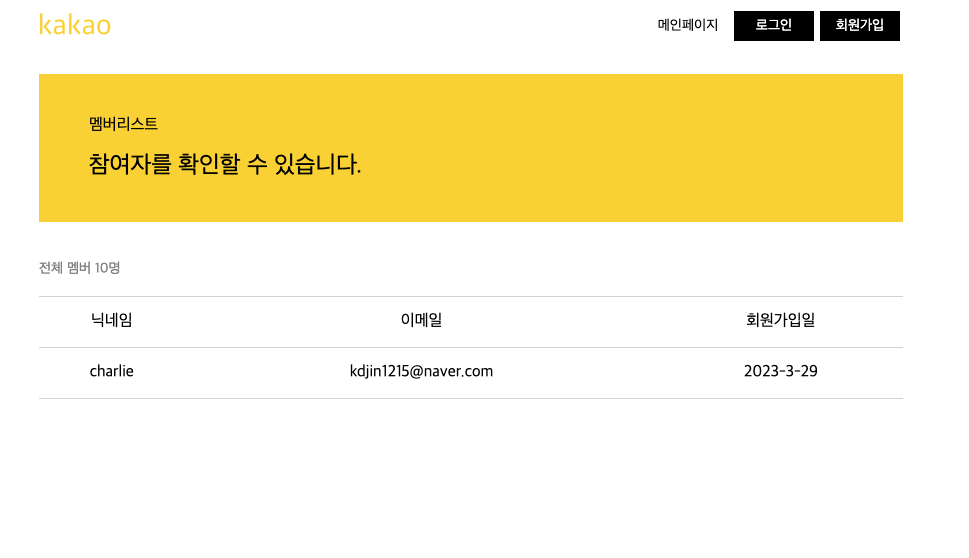 kakao 메인페이지 로그인 회원가입
멤버리스트
참여자를 확인할 수 있습니다.
전체 멤버 10명
닉네임 이메일 회원가입일
charlie kdjin1215@naver.com 2023-3-29